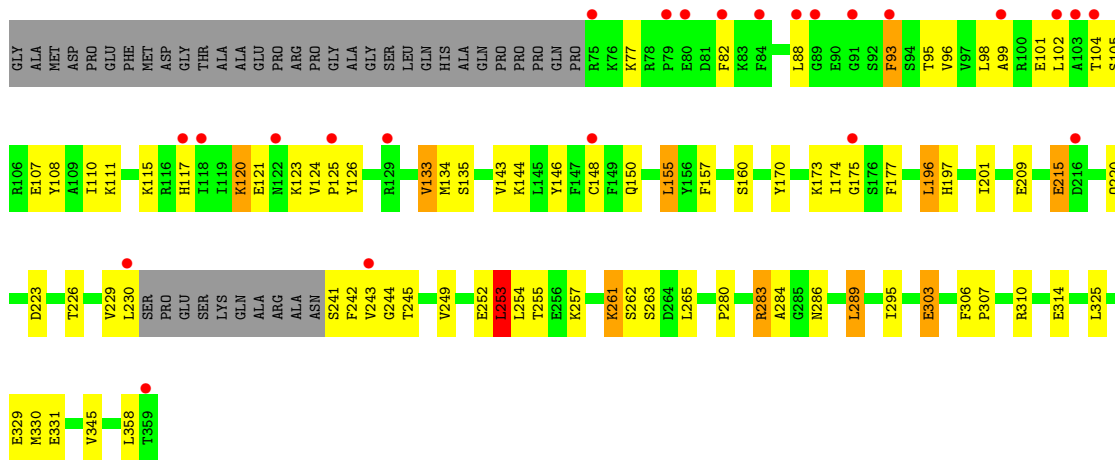 GLY ALA MET ASP PRO GLU PHE MET ASP GLY THR ALA ALA GLU PRO ARG PRO GLY ALA GLY SER LEU GLN HIS ALA GLN PRO PRO PRO GLN PRO R75 K76 K77 R78 P79 E80 D81 F82 K83 F84 L88 G89 E90 G91 S92 F93 S94 T95 V96 V97 L98 A99 R100 E101 L102 A103 T104 S105
R106 E107 Y108 A109 I110 K111 K115 R116 H117 I118 I119 K120 E121 N122 K123 V124 P125 Y126 R129 V133 M134 S135 V143 K144 L145 Y146 F147 C148 F149 Q150 L155 Y156 F157 S160 Y170 K173 I174 G175 S176 F177 L196 H197 I201 E209 E215 D216
D223 T226 V229 L230 SER PRO GLU SER LYS GLN ALA ARG ALA ASN S241 F242 V243 G244 T245 V249 E252 L253 L254 T255 E256 K257 K261 S262 S263 D264 L265 P280 R283 A284 G285 N286 L289 I295 E303 F306 P307 R310 E314 L325
E329 M330 E331 V345 L358 T359